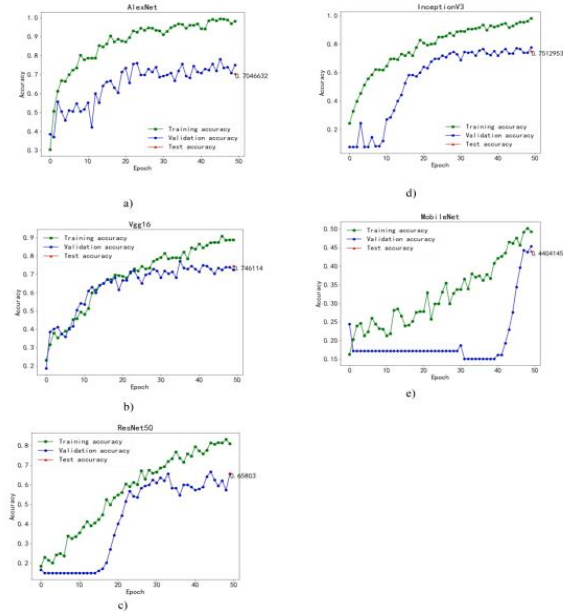 AlexNet
1.0
0.9
0.8
0.7
0.6
0.5
0.4
0.3
Accuracy
0.7046632
Training accuracy
Validation accuracy
Test accuracy
0 10 20 30 40 50
Epoch
a)
InceptionV3
1.0
0.8
0.6
0.4
0.2
Accuracy
0.7512953
Training accuracy
Validation accuracy
Test accuracy
0 10 20 30 40 50
Epoch
d)
Vgg16
0.9
0.8
0.7
0.6
0.5
0.4
0.3
0.2
Accuracy
Training accuracy
Validation accuracy
Test accuracy
0.746114
0 10 20 30 40 50
Epoch
b)
MobileNet
0.50
0.45
0.40
0.35
0.30
0.25
0.20
0.15
Accuracy
Training accuracy
Validation accuracy
Test accuracy
0.4404145
0 10 20 30 40 50
Epoch
e)
ResNet50
0.8
0.7
0.6
0.5
0.4
0.3
0.2
Accuracy
Training accuracy
Validation accuracy
Test accuracy
0.65803
0 10 20 30 40 50
Epoch
c)